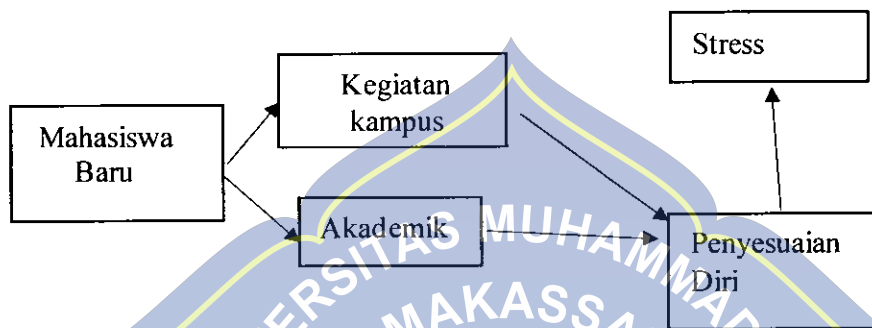 Stress
Kegiatan
kampus
Mahasiswa
Baru
Akademik
Penyesuaian
Diri
ERSITAS MUHAMMAD
MAKASSA